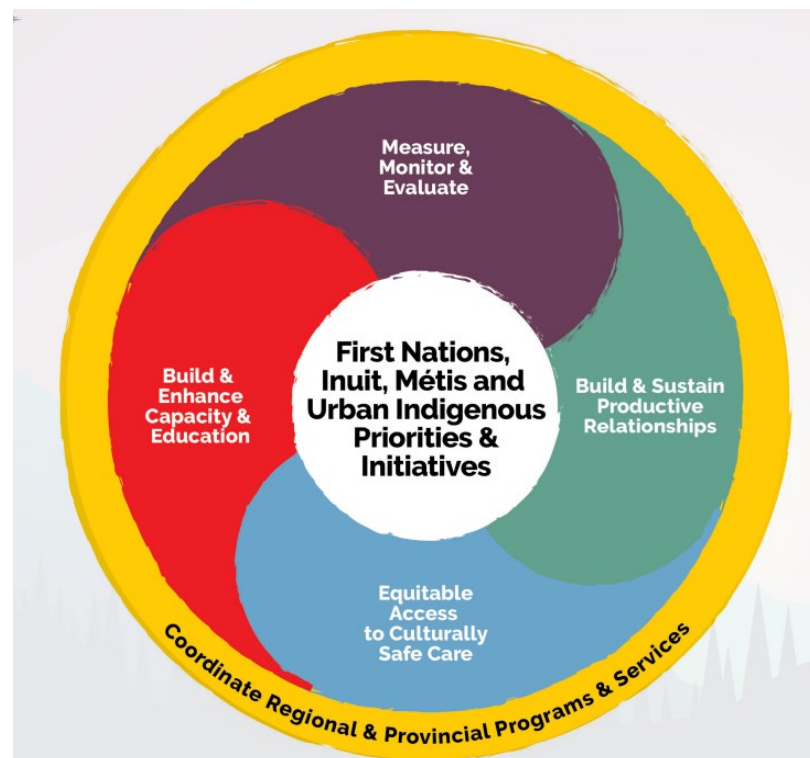 Measure,
Monitor &
Evaluate
First Nations,
Inuit, Métis and
Urban Indigenous
Priorities &
Initiatives
Build &
Enhance
Capacity &
Education
Build & Sustain
Productive
Relationships
Equitable
Access
to Culturally
Safe Care
Coordinate Regional & Provincial Programs & Services